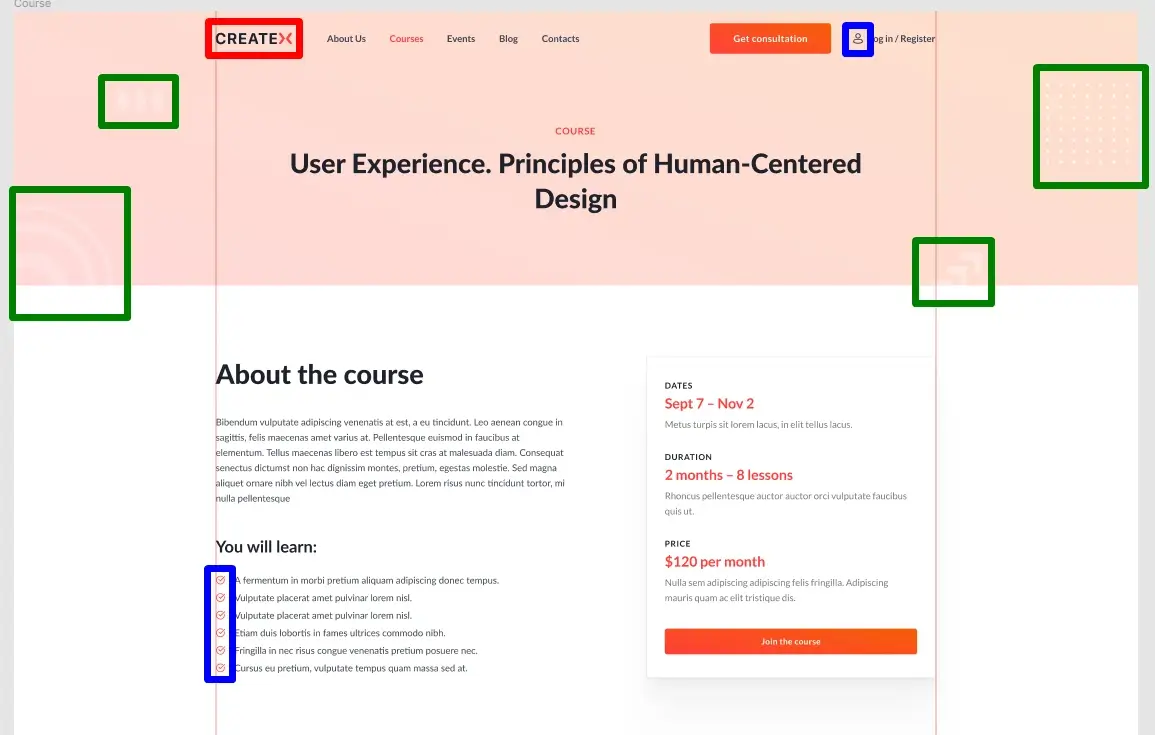 Course
CREATEX
About Us
Courses
Events
Blog
Contacts
Get consultation
og in / Register
COURSE
User Experience. Principles of Human-Centered
Design
About the course
Bibendum vulputate adipiscing venenatis at est, a eu tincidunt. Leo aenean congue in
sagittis, felis maecenas amet varius at. Pellentesque euismod in faucibus at
elementum. Tellus maecenas libero est tempus sit cras at malesuada diam. Consequat
senectus dictumst non hac dignissim montes, pretium, egestas molestie. Sed magna
aliquet ornare nibh vel lectus diam eget pretium. Lorem risus nunc tincidunt tortor, mi
nulla pellentesque
You will learn:
A fermentum in morbi pretium aliquam adipiscing donec tempus.
Vulputate placerat amet pulvinar lorem nisl.
Vulputate placerat amet pulvinar lorem nisl.
Etiam duis lobortis in fames ultrices commodo nibh.
Fringilla in nec risus congue venenatis pretium posuere nec.
Cursus eu pretium, vulputate tempus quam massa sed at.
DATES
Sept 7 – Nov 2
Metus turpis sit lorem lacus, in elit tellus lacus.
DURATION
2 months – 8 lessons
Rhoncus pellentesque auctor auctor orci vulputate faucibus
quis ut.
PRICE
$120 per month
Nulla sem adipiscing adipiscing felis fringilla. Adipiscing
mauris quam ac elit tristique dis.
Join the course